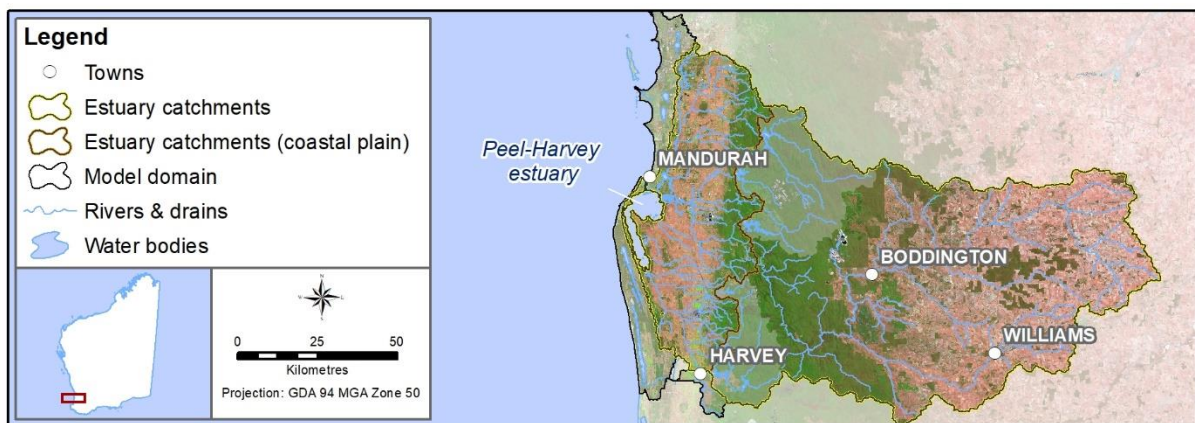 Legend
Towns
Estuary catchments
Estuary catchments (coastal plain)
Model domain
Rivers & drains
Water bodies
N
W
E
S
0 25 50
Kilometres
Projection: GDA 94 MGA Zone 50
Peel-Harvey
estuary
MANDURAH
BODDINGTON
WILLIAMS
HARVEY